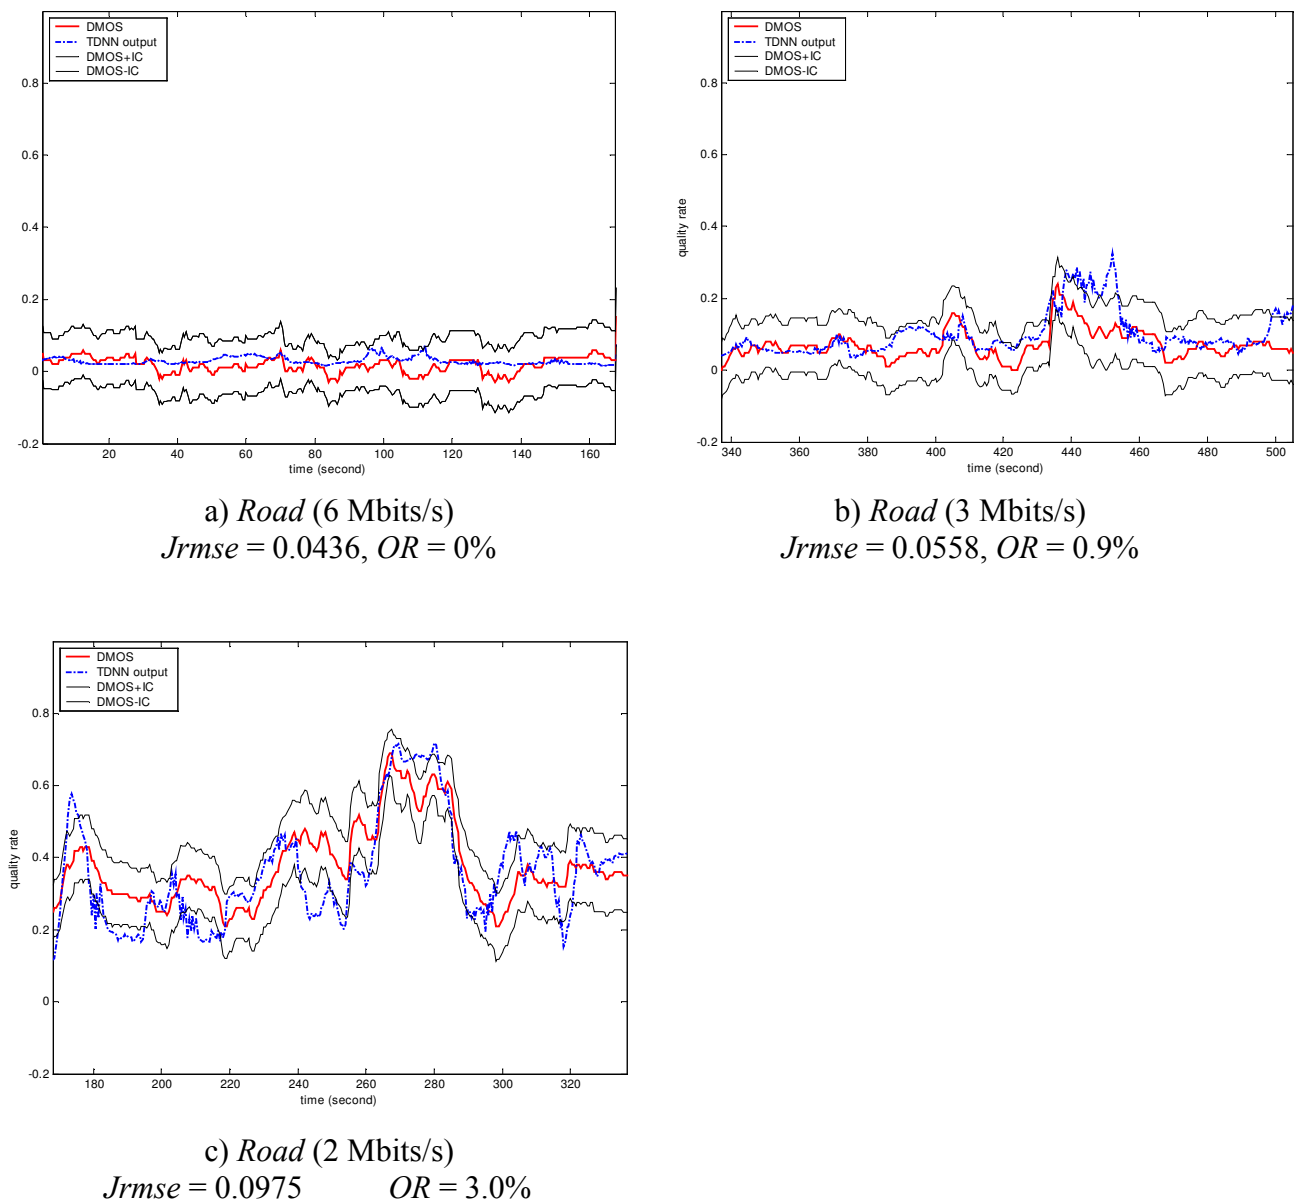 DMOS
TDNN output
DMOS+IC
DMOS-IC
0.8
0.6
0.4
0.2
0
-0.2
20 40 60 80 100 120 140 160
time (second)
a) Road (6 Mbits/s)
Jrmse = 0.0436, OR = 0%
DMOS
TDNN output
DMOS+IC
DMOS-IC
quality rate
0.8
0.6
0.4
0.2
0
-0.2
340 360 380 400 420 440 460 480 500
time (second)
b) Road (3 Mbits/s)
Jrmse = 0.0558, OR = 0.9%
DMOS
TDNN output
DMOS+IC
DMOS-IC
quality rate
0.8
0.6
0.4
0.2
0
-0.2
180 200 220 240 260 280 300 320
time (second)
c) Road (2 Mbits/s)
Jrmse = 0.0975 OR = 3.0%